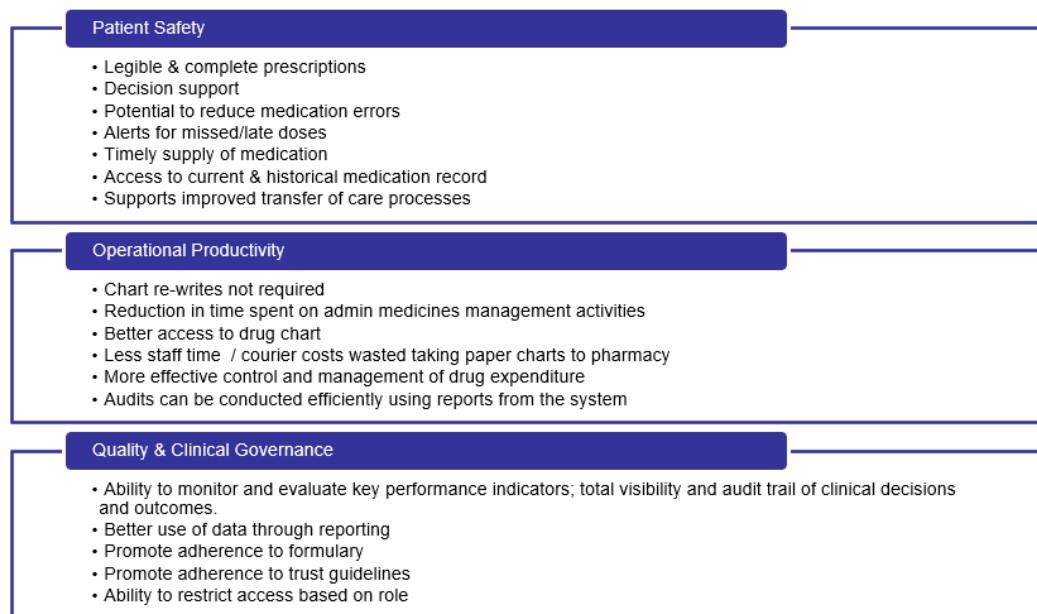 Patient Safety
• Legible & complete prescriptions
• Decision support
• Potential to reduce medication errors
• Alerts for missed/late doses
• Timely supply of medication
• Access to current & historical medication record
• Supports improved transfer of care processes
Operational Productivity
• Chart re-writes not required
• Reduction in time spent on admin medicines management activities
• Better access to drug chart
• Less staff time / courier costs wasted taking paper charts to pharmacy
• More effective control and management of drug expenditure
• Audits can be conducted efficiently using reports from the system
Quality & Clinical Governance
• Ability to monitor and evaluate key performance indicators; total visibility and audit trail of clinical decisions
and outcomes.
• Better use of data through reporting
• Promote adherence to formulary
• Promote adherence to trust guidelines
• Ability to restrict access based on role